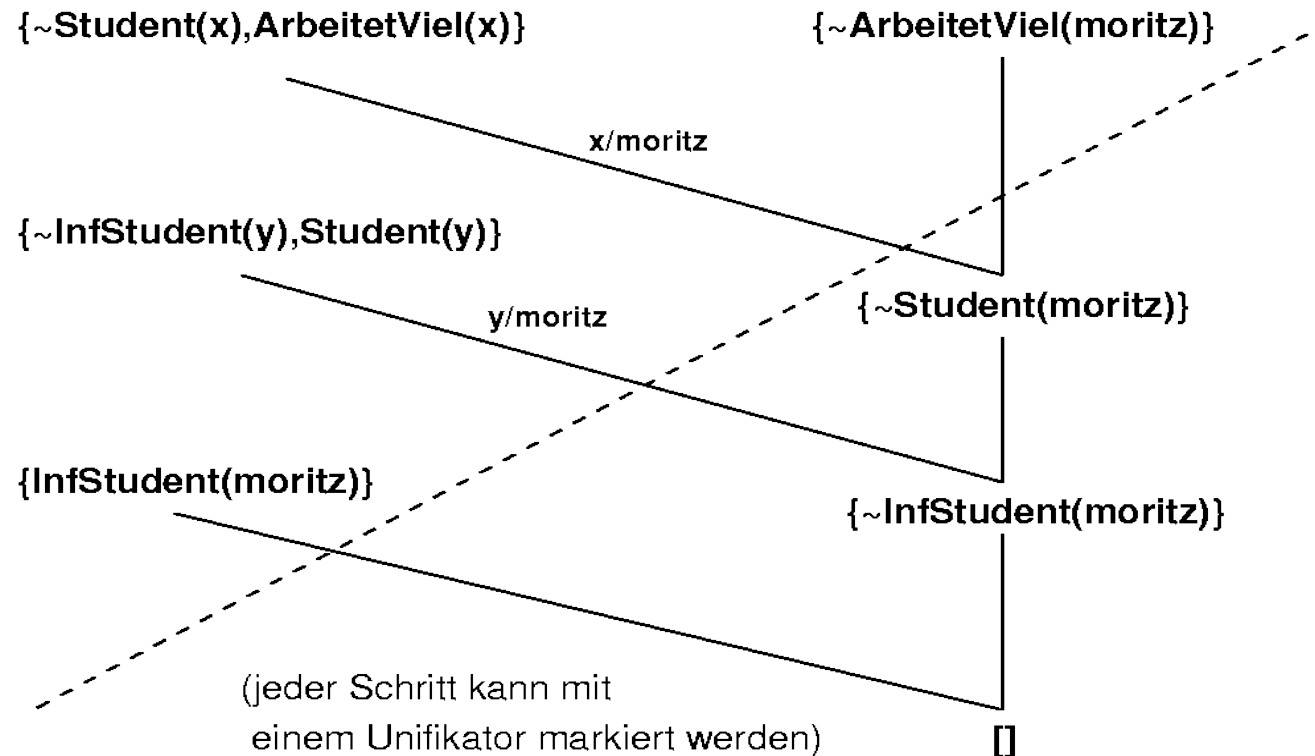 {~Student(x),ArbeitetViel(x)}
{~ArbeitetViel(moritz)}
x/moritz
{~InfStudent(y),Student(y)}
{~Student(moritz)}
y/moritz
{InfStudent(moritz)}
{~InfStudent(moritz)}
(jeder Schritt kann mit
einem Unifikator markiert werden)
[]